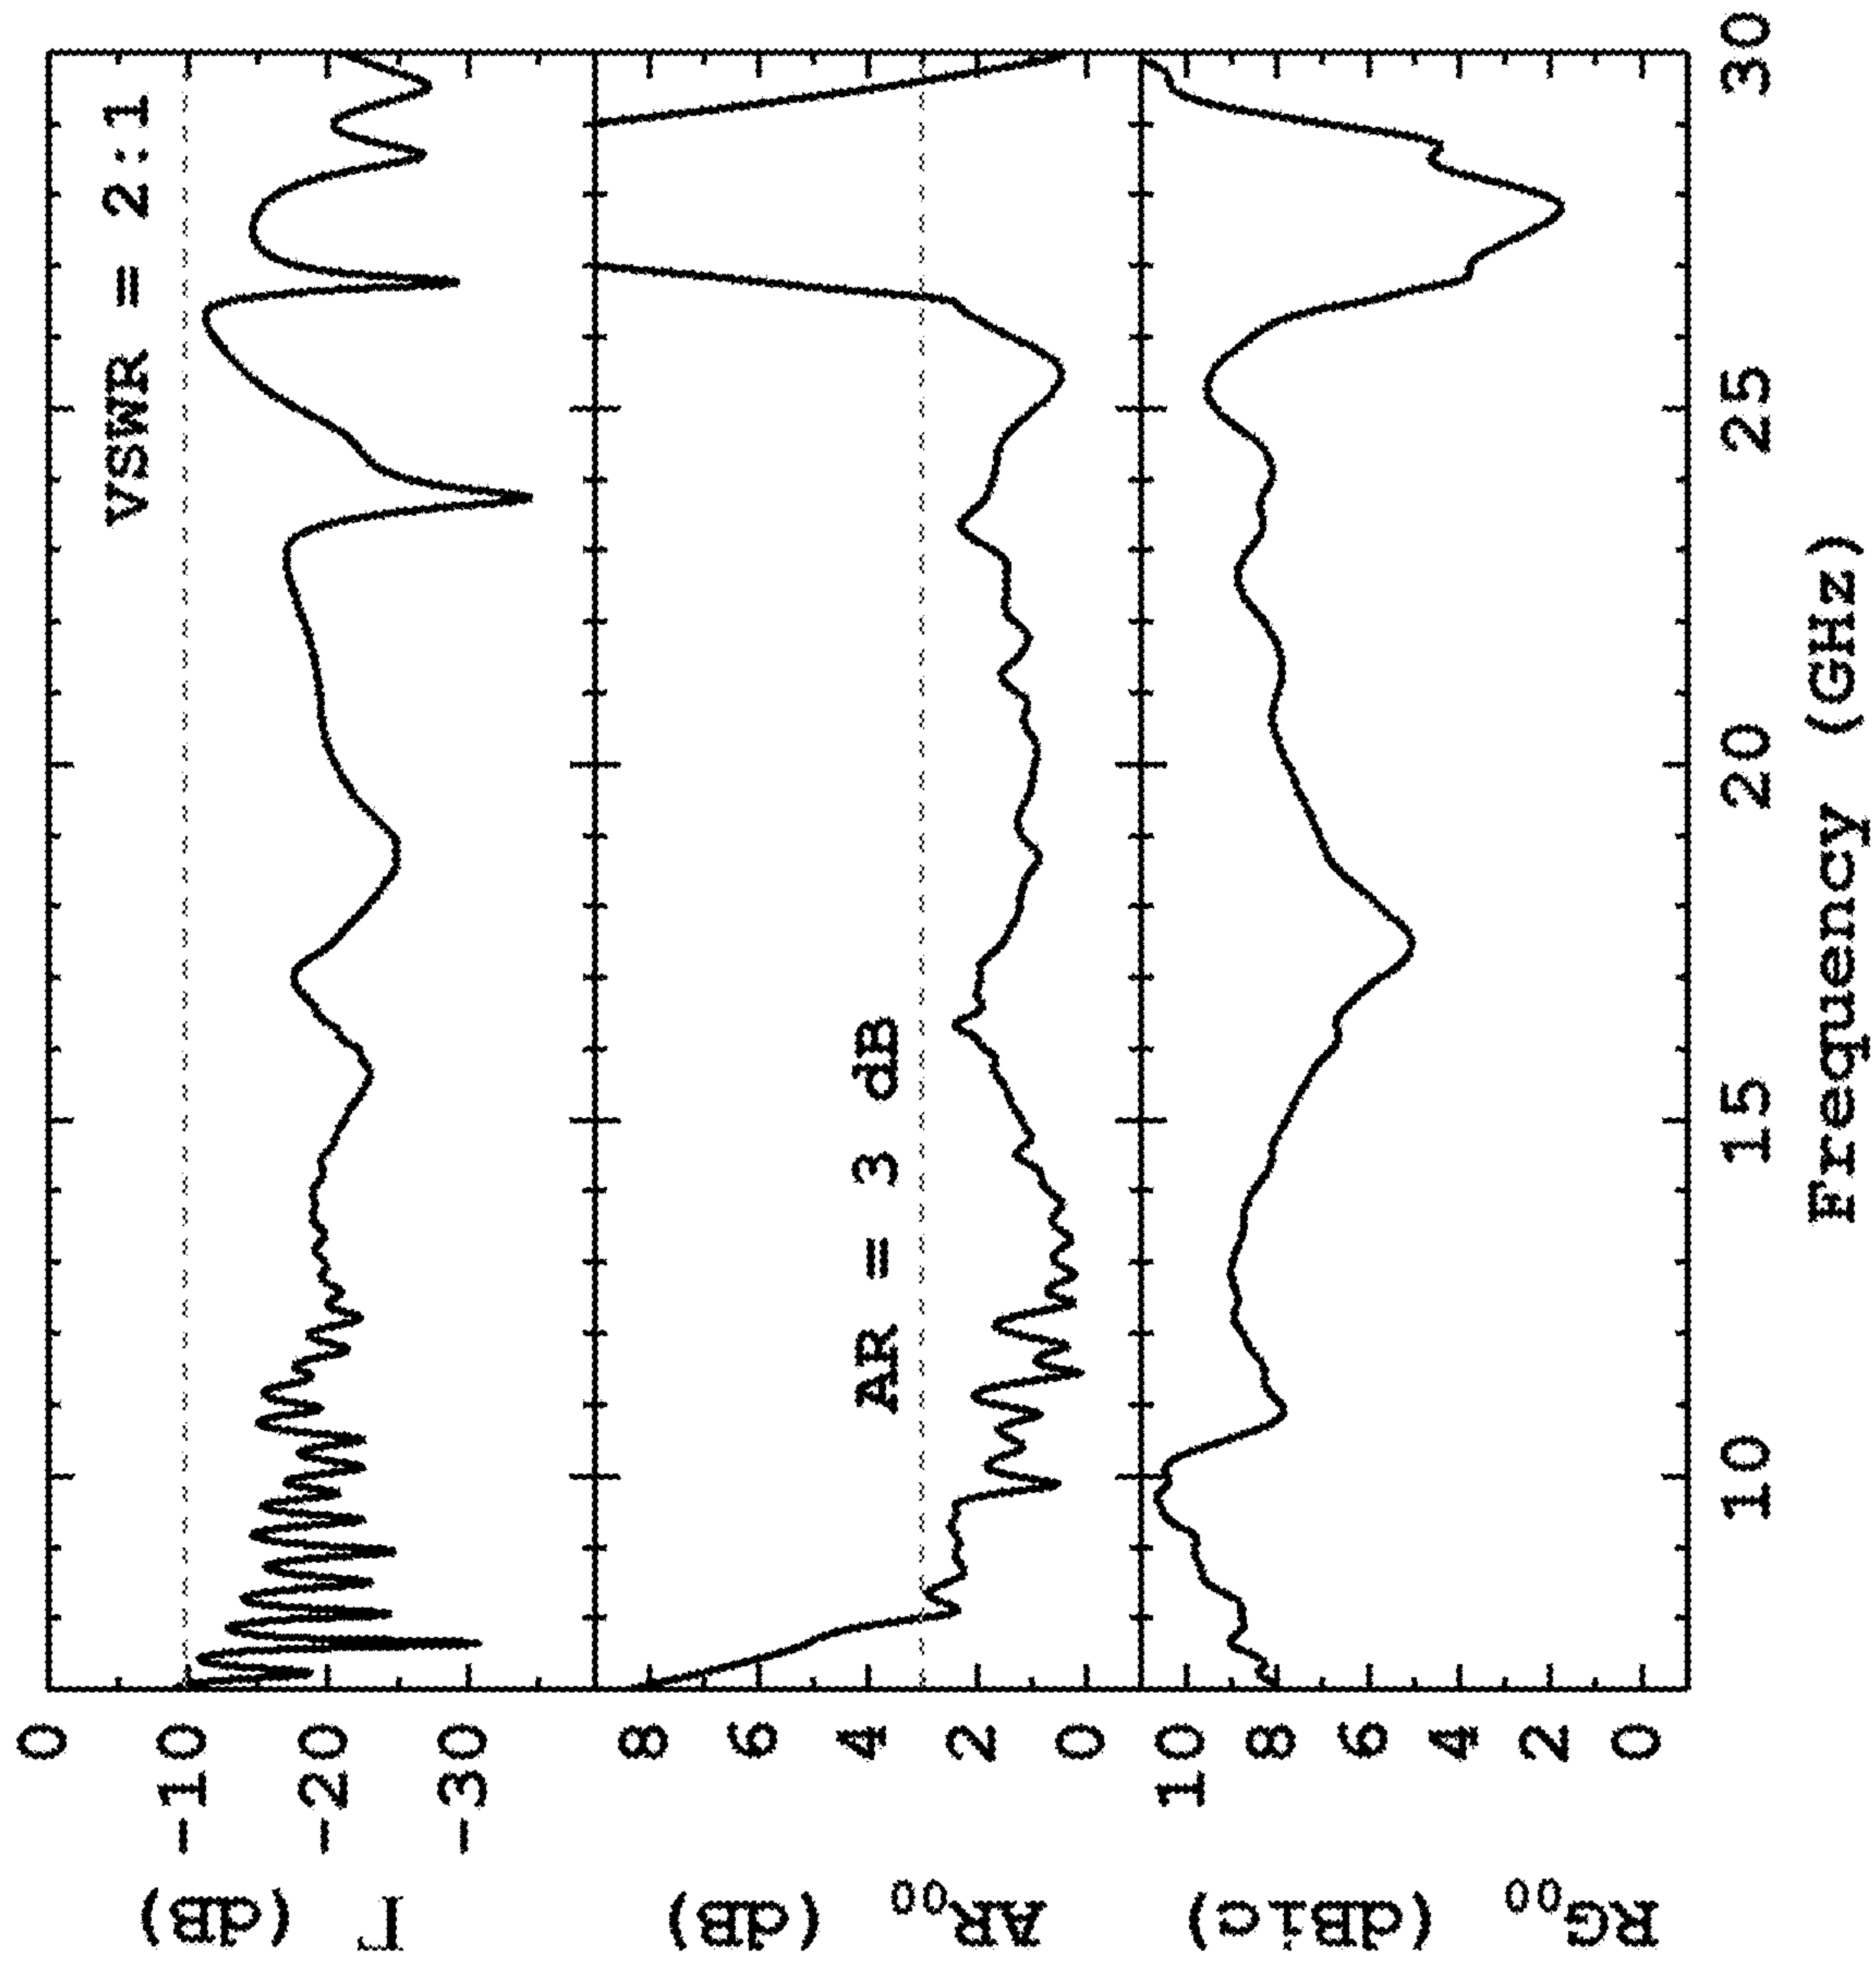 Γ (dB)
0
-10
-20
-30
VSWR = 2:1
AR₀₀ (dB)
8
6
4
2
0
AR = 3 dB
RG₀₀ (dBic)
10
8
6
4
2
0
10 15 20 25 30
Frequency (GHz)